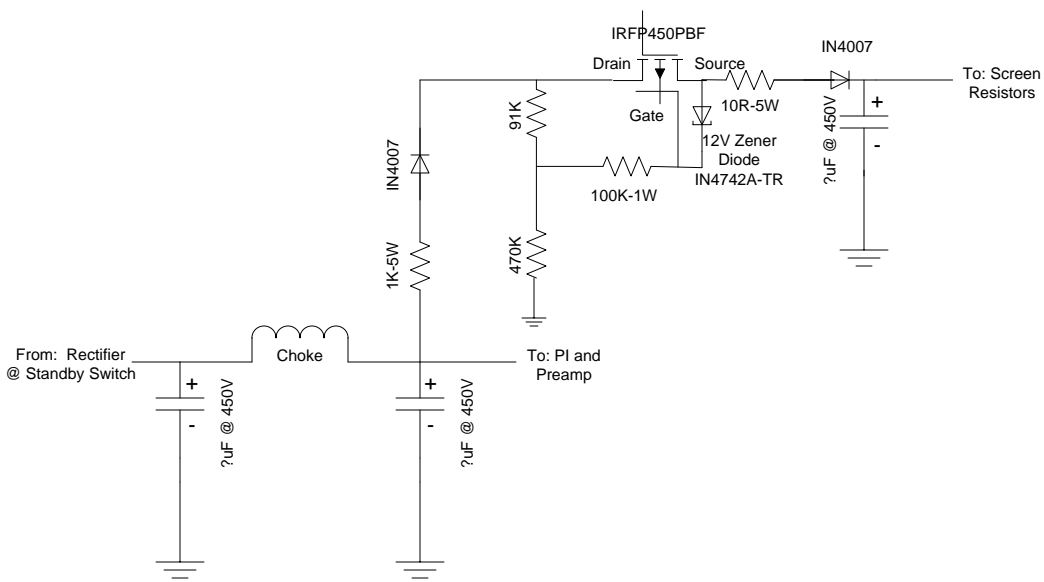 IRFP450PBF
IN4007
Drain
Source
To: Screen
Resistors
10R-5W
+
91K
Gate
12V Zener
Diode
IN4742A-TR
-
?uF @ 450V
IN4007
100K-1W
470K
1K-5W
From: Rectifier
@ Standby Switch
Choke
To: PI and
Preamp
+
-
?uF @ 450V
+
-
?uF @ 450V